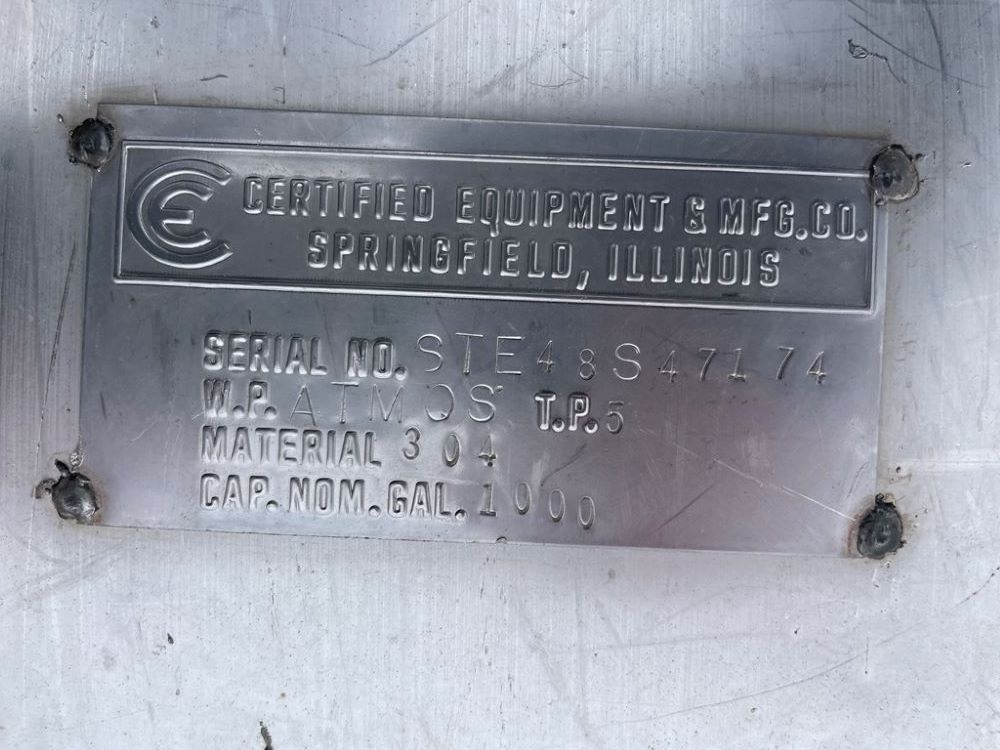 CE CERTIFIED EQUIPMENT & MFG.CO.
SPRINGFIELD, ILLINOIS
SERIAL NO. STE48S47174
W.P. ATMOS T.P. 5
MATERIAL 304
CAP. NOM. GAL. 1000